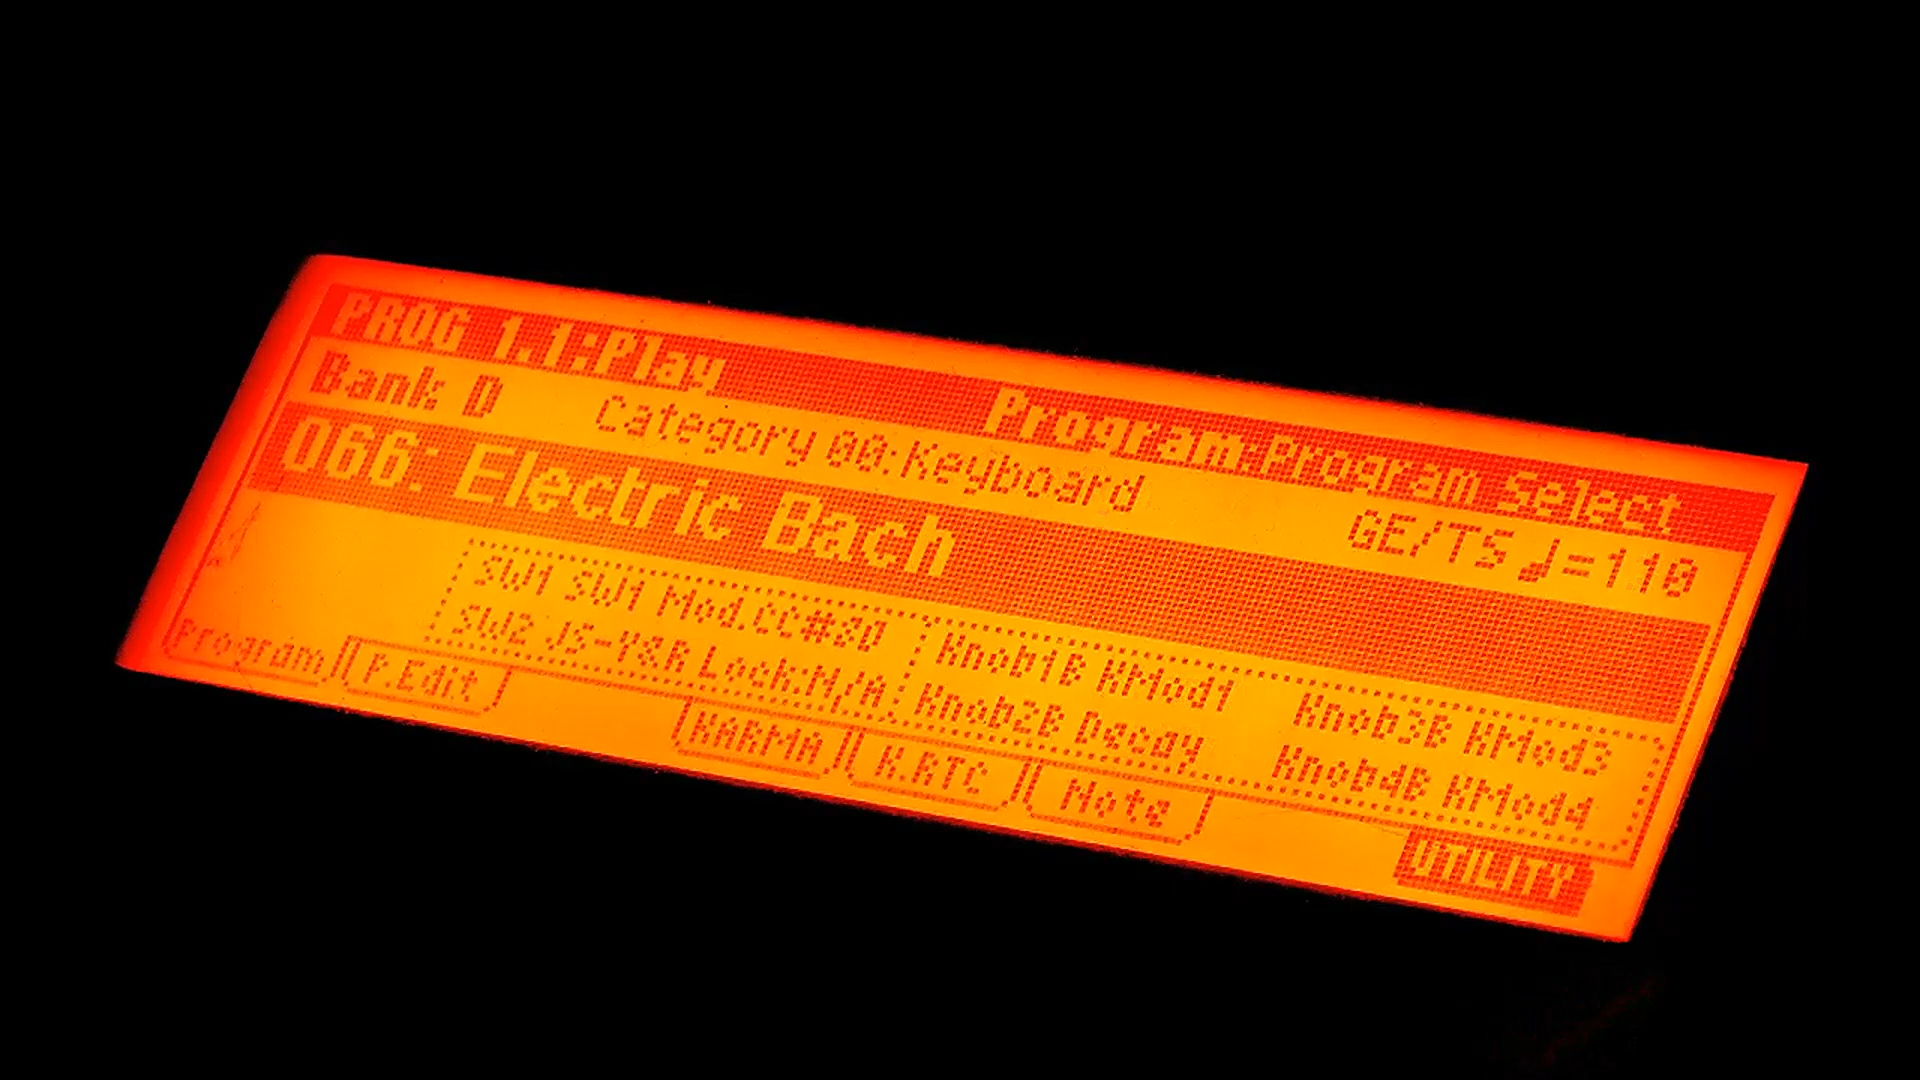 PROG 1.1:Play Program:Program Select
Bank D Category 00:Keyboard GE/TS ♩=110
066: Electric Bach
SW1 SW1 Mod.CC#80 Knob1B KMod1 Knob3B KMod3
SW2 JS-Y&R Lock:M/A Knob2B Decay Knob4B KMod4
Program P.Edit KARMA K.RTC Note UTILITY